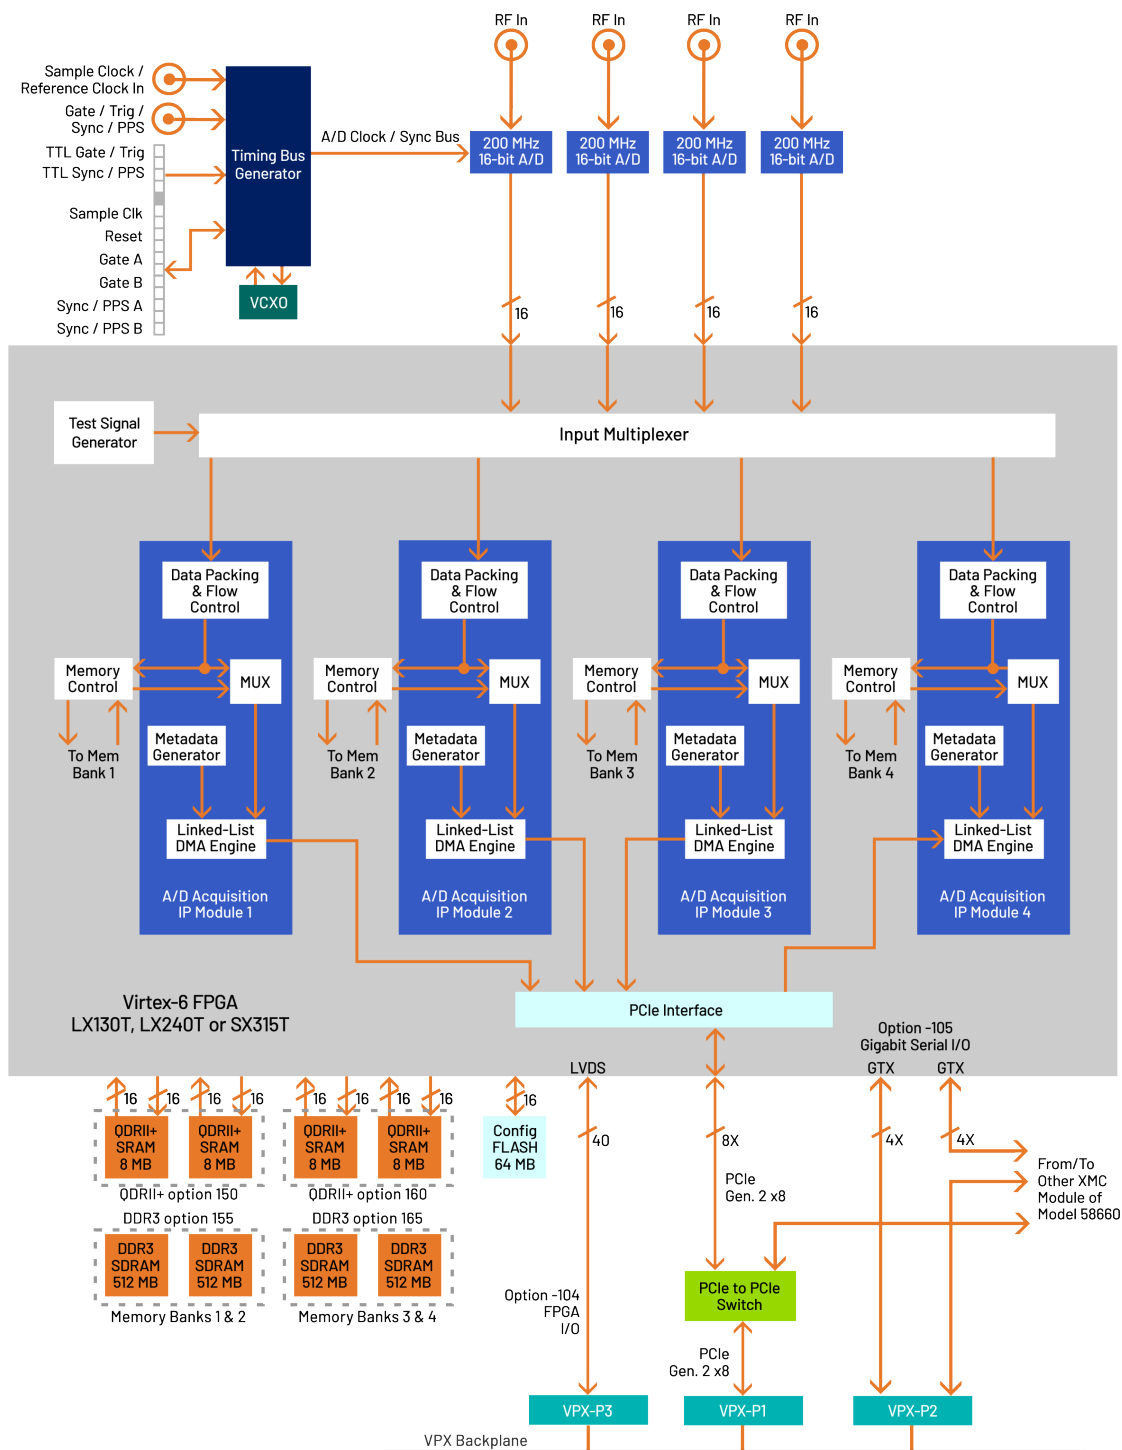 RF In
RF In
RF In
RF In
Sample Clock /
Reference Clock In
Gate / Trig /
Sync / PPS
TTL Gate / Trig
TTL Sync / PPS
Sample Clk
Reset
Gate A
Gate B
Sync / PPS A
Sync / PPS B
Timing Bus
Generator
VCXO
A/D Clock / Sync Bus
200 MHz
16-bit A/D
200 MHz
16-bit A/D
200 MHz
16-bit A/D
200 MHz
16-bit A/D
16
16
16
16
Test Signal
Generator
Input Multiplexer
Data Packing
& Flow
Control
Memory
Control
MUX
To Mem
Bank 1
Metadata
Generator
Linked-List
DMA Engine
A/D Acquisition
IP Module 1
Data Packing
& Flow
Control
Memory
Control
MUX
To Mem
Bank 2
Metadata
Generator
Linked-List
DMA Engine
A/D Acquisition
IP Module 2
Data Packing
& Flow
Control
Memory
Control
MUX
To Mem
Bank 3
Metadata
Generator
Linked-List
DMA Engine
A/D Acquisition
IP Module 3
Data Packing
& Flow
Control
Memory
Control
MUX
To Mem
Bank 4
Metadata
Generator
Linked-List
DMA Engine
A/D Acquisition
IP Module 4
Virtex-6 FPGA
LX130T, LX240T or SX315T
PCIe Interface
Option -105
Gigabit Serial I/O
LVDS
GTX
GTX
16
16
16
16
16
16
16
16
16
40
8X
4X
4X
QDRII+
SRAM
8 MB
QDRII+
SRAM
8 MB
QDRII+
SRAM
8 MB
QDRII+
SRAM
8 MB
Config
FLASH
64 MB
QDRII+ option 150
QDRII+ option 160
DDR3 option 155
DDR3 option 165
DDR3
SDRAM
512 MB
DDR3
SDRAM
512 MB
DDR3
SDRAM
512 MB
DDR3
SDRAM
512 MB
Memory Banks 1 & 2
Memory Banks 3 & 4
PCIe
Gen. 2 x8
From/To
Other XMC
Module of
Model 58660
Option -104
FPGA
I/O
PCIe to PCIe
Switch
PCIe
Gen. 2 x8
VPX-P3
VPX-P1
VPX-P2
VPX Backplane